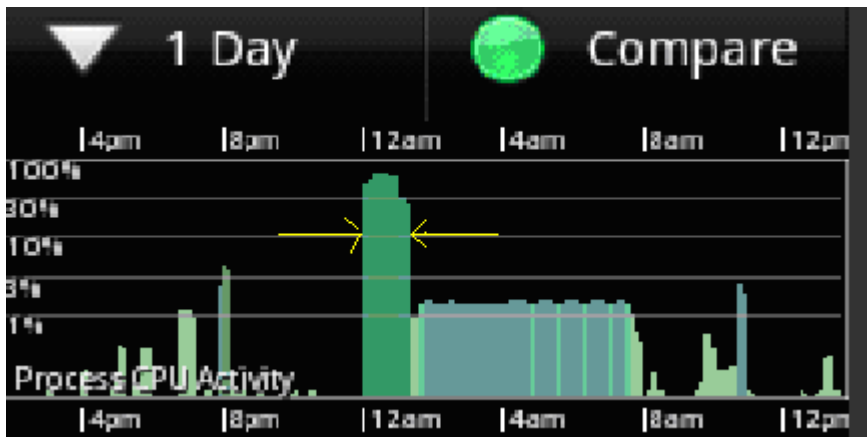 1 Day
Compare
4pm 8pm 12am 4am 8am 12pm
100%
30%
10%
3%
1%
Process CPU Activity
4pm 8pm 12am 4am 8am 12pm